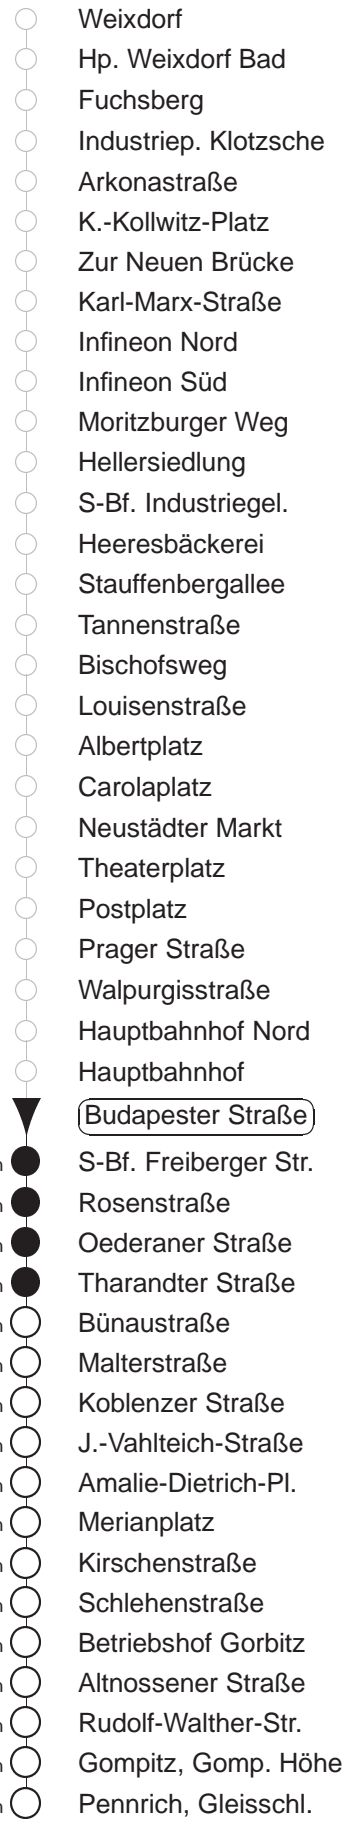 Weixdorf
Hp. Weixdorf Bad
Fuchsberg
Industriep. Klotzsche
Arkonastraße
K.-Kollwitz-Platz
Zur Neuen Brücke
Karl-Marx-Straße
Infineon Nord
Infineon Süd
Moritzburger Weg
Hellersiedlung
S-Bf. Industriegel.
Heeresbäckerei
Stauffenbergallee
Tannenstraße
Bischofsweg
Louisenstraße
Albertplatz
Carolaplatz
Neustädter Markt
Theaterplatz
Postplatz
Prager Straße
Walpurgisstraße
Hauptbahnhof Nord
Hauptbahnhof
Budapester Straße
S-Bf. Freiberger Str.
Rosenstraße
Oederaner Straße
Tharandter Straße
Bünaustraße
Malterstraße
Koblenzer Straße
J.-Vahlteich-Straße
Amalie-Dietrich-Pl.
Merianplatz
Kirschenstraße
Schlehenstraße
Betriebshof Gorbitz
Altnossener Straße
Rudolf-Walther-Str.
Gompitz, Gomp. Höhe
Pennrich, Gleisschl.